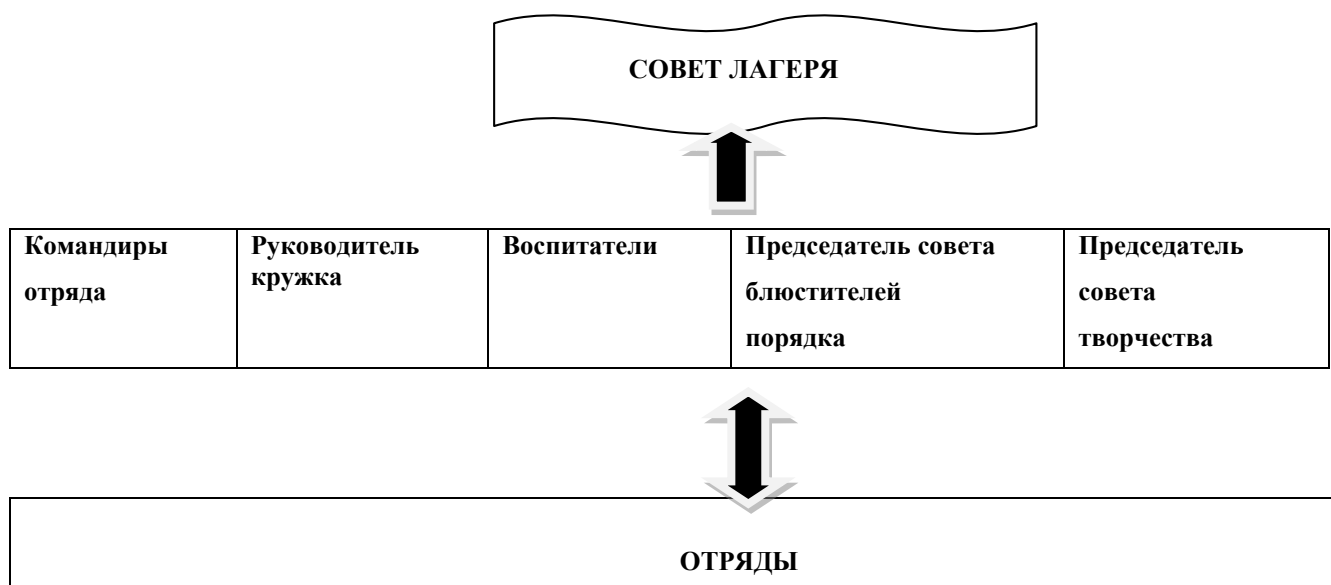 СОВЕТ ЛАГЕРЯ
Командиры
отряда
Руководитель
кружка
Воспитатели
Председатель совета
блюстителей
порядка
Председатель
совета
творчества
ОТРЯДЫ